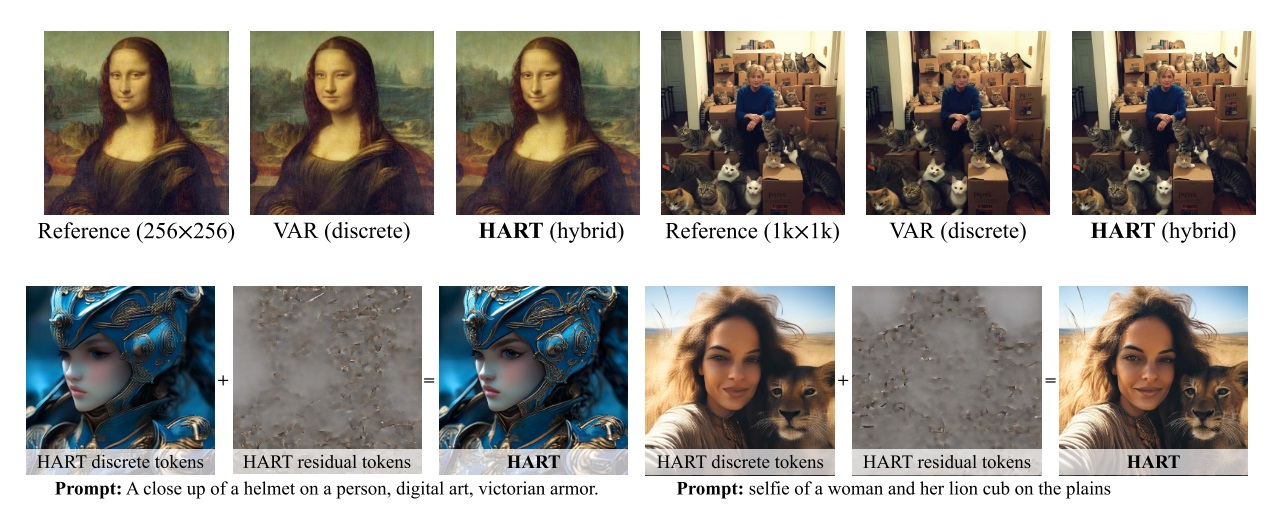 Reference (256×256) VAR (discrete) HART (hybrid) Reference (1k×1k) VAR (discrete) HART (hybrid)
+ = + =
HART discrete tokens HART residual tokens HART HART discrete tokens HART residual tokens HART
Prompt: A close up of a helmet on a person, digital art, victorian armor. Prompt: selfie of a woman and her lion cub on the plains